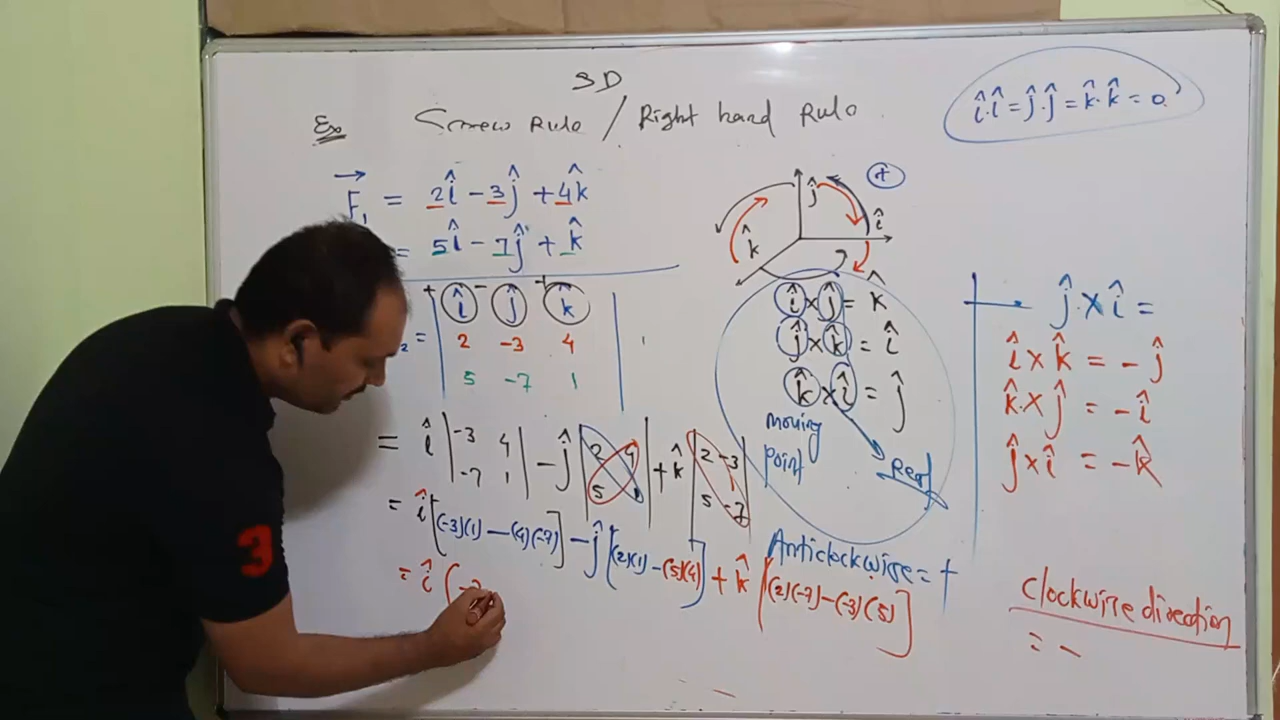 3D
Ex Screw Rule / Right hand Rule
î.î = ĵ.ĵ = k̂.k̂ = 0
F₁ = 2î - 3ĵ + 4k̂
= 5î - 7ĵ + k̂
₂ = | î ĵ k̂ |
+ - +
2 -3 4
5 -7 1
= î | -3 4 | - ĵ | 2 4 | + k̂ | 2 -3 |
-7 1 5 1 5 -7
= î [(-3)(1) - (4)(-7)] - ĵ [(2)(1) - (5)(4)] + k̂ [(2)(-7) - (-3)(5)]
= î (-3
ĵ
î
k̂
+
î × ĵ = k̂
ĵ × k̂ = î
k̂ × î = ĵ
moving
point
Anticlockwise = +
ĵ × î =
î × k̂ = -ĵ
k̂ × ĵ = -î
ĵ × î = -k̂
Clockwise direction
= -
3